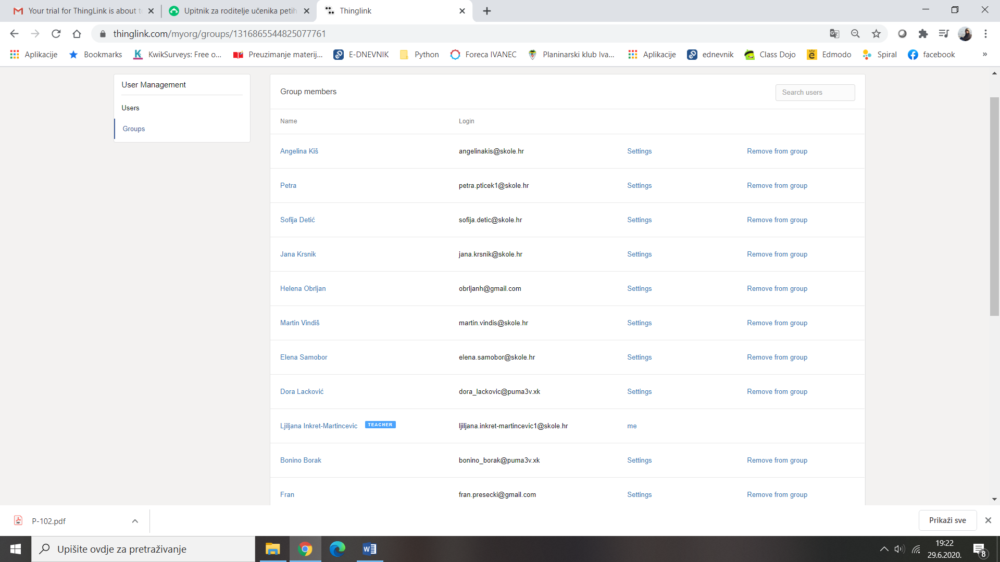 Your trial for ThingLink is about t
Upitnik za roditelje učenika petih
Thinglink
thinglink.com/myorg/groups/1316865544825077761
Aplikacije
Bookmarks
KwikSurveys: Free o...
Preuzimanje materij...
E-DNEVNIK
Python
Foreca IVANEC
Planinarski klub Iva...
Aplikacije
ednevnik
Class Dojo
Edmodo
Spiral
facebook
»
User Management
Users
Groups
Group members
Search users
Name Login
Angelina Kiš angelinakis@skole.hr Settings Remove from group
Petra petra.pticek1@skole.hr Settings Remove from group
Sofija Detić sofija.detic@skole.hr Settings Remove from group
Jana Krsnik jana.krsnik@skole.hr Settings Remove from group
Helena Obrljan obrljanh@gmail.com Settings Remove from group
Martin Vindiš martin.vindis@skole.hr Settings Remove from group
Elena Samobor elena.samobor@skole.hr Settings Remove from group
Dora Lacković dora_lackovic@puma3v.xk Settings Remove from group
Ljiljana Inkret-Martincevic TEACHER ljiljana.inkret-martincevic1@skole.hr me
Bonino Borak bonino_borak@puma3v.xk Settings Remove from group
Fran fran.presecki@gmail.com Settings Remove from group
P-102.pdf
Prikaži sve
Upišite ovdje za pretraživanje
19:22
29.6.2020.
8